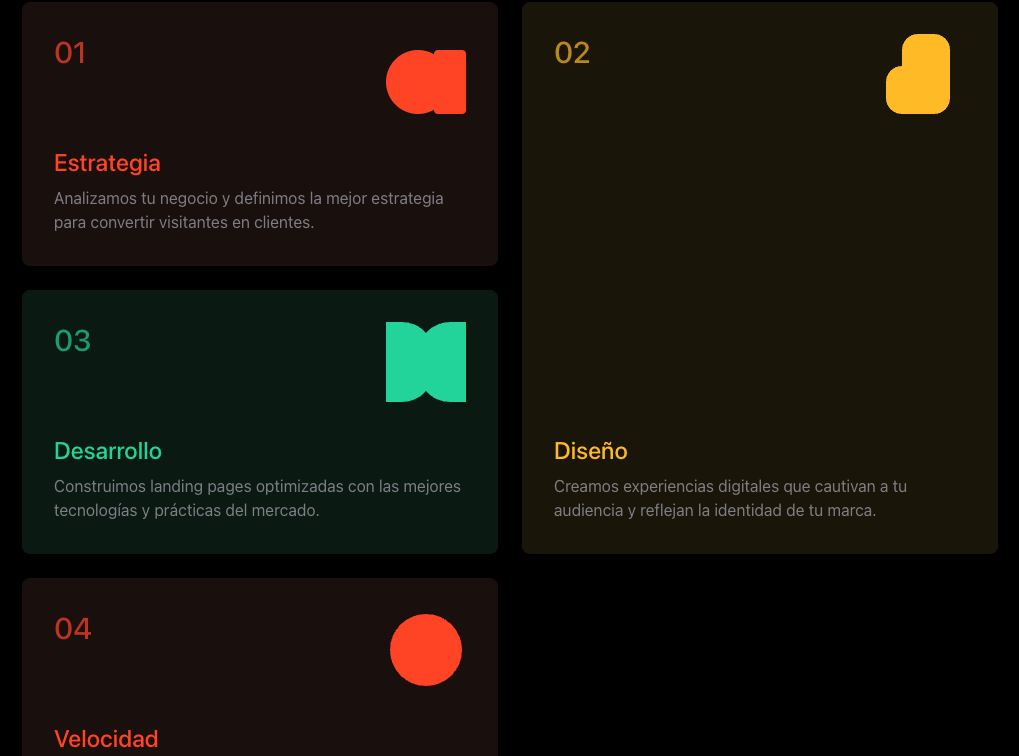 01
Estrategia
Analizamos tu negocio y definimos la mejor estrategia
para convertir visitantes en clientes.
02
Diseño
Creamos experiencias digitales que cautivan a tu
audiencia y reflejan la identidad de tu marca.
03
Desarrollo
Construimos landing pages optimizadas con las mejores
tecnologías y prácticas del mercado.
04
Velocidad